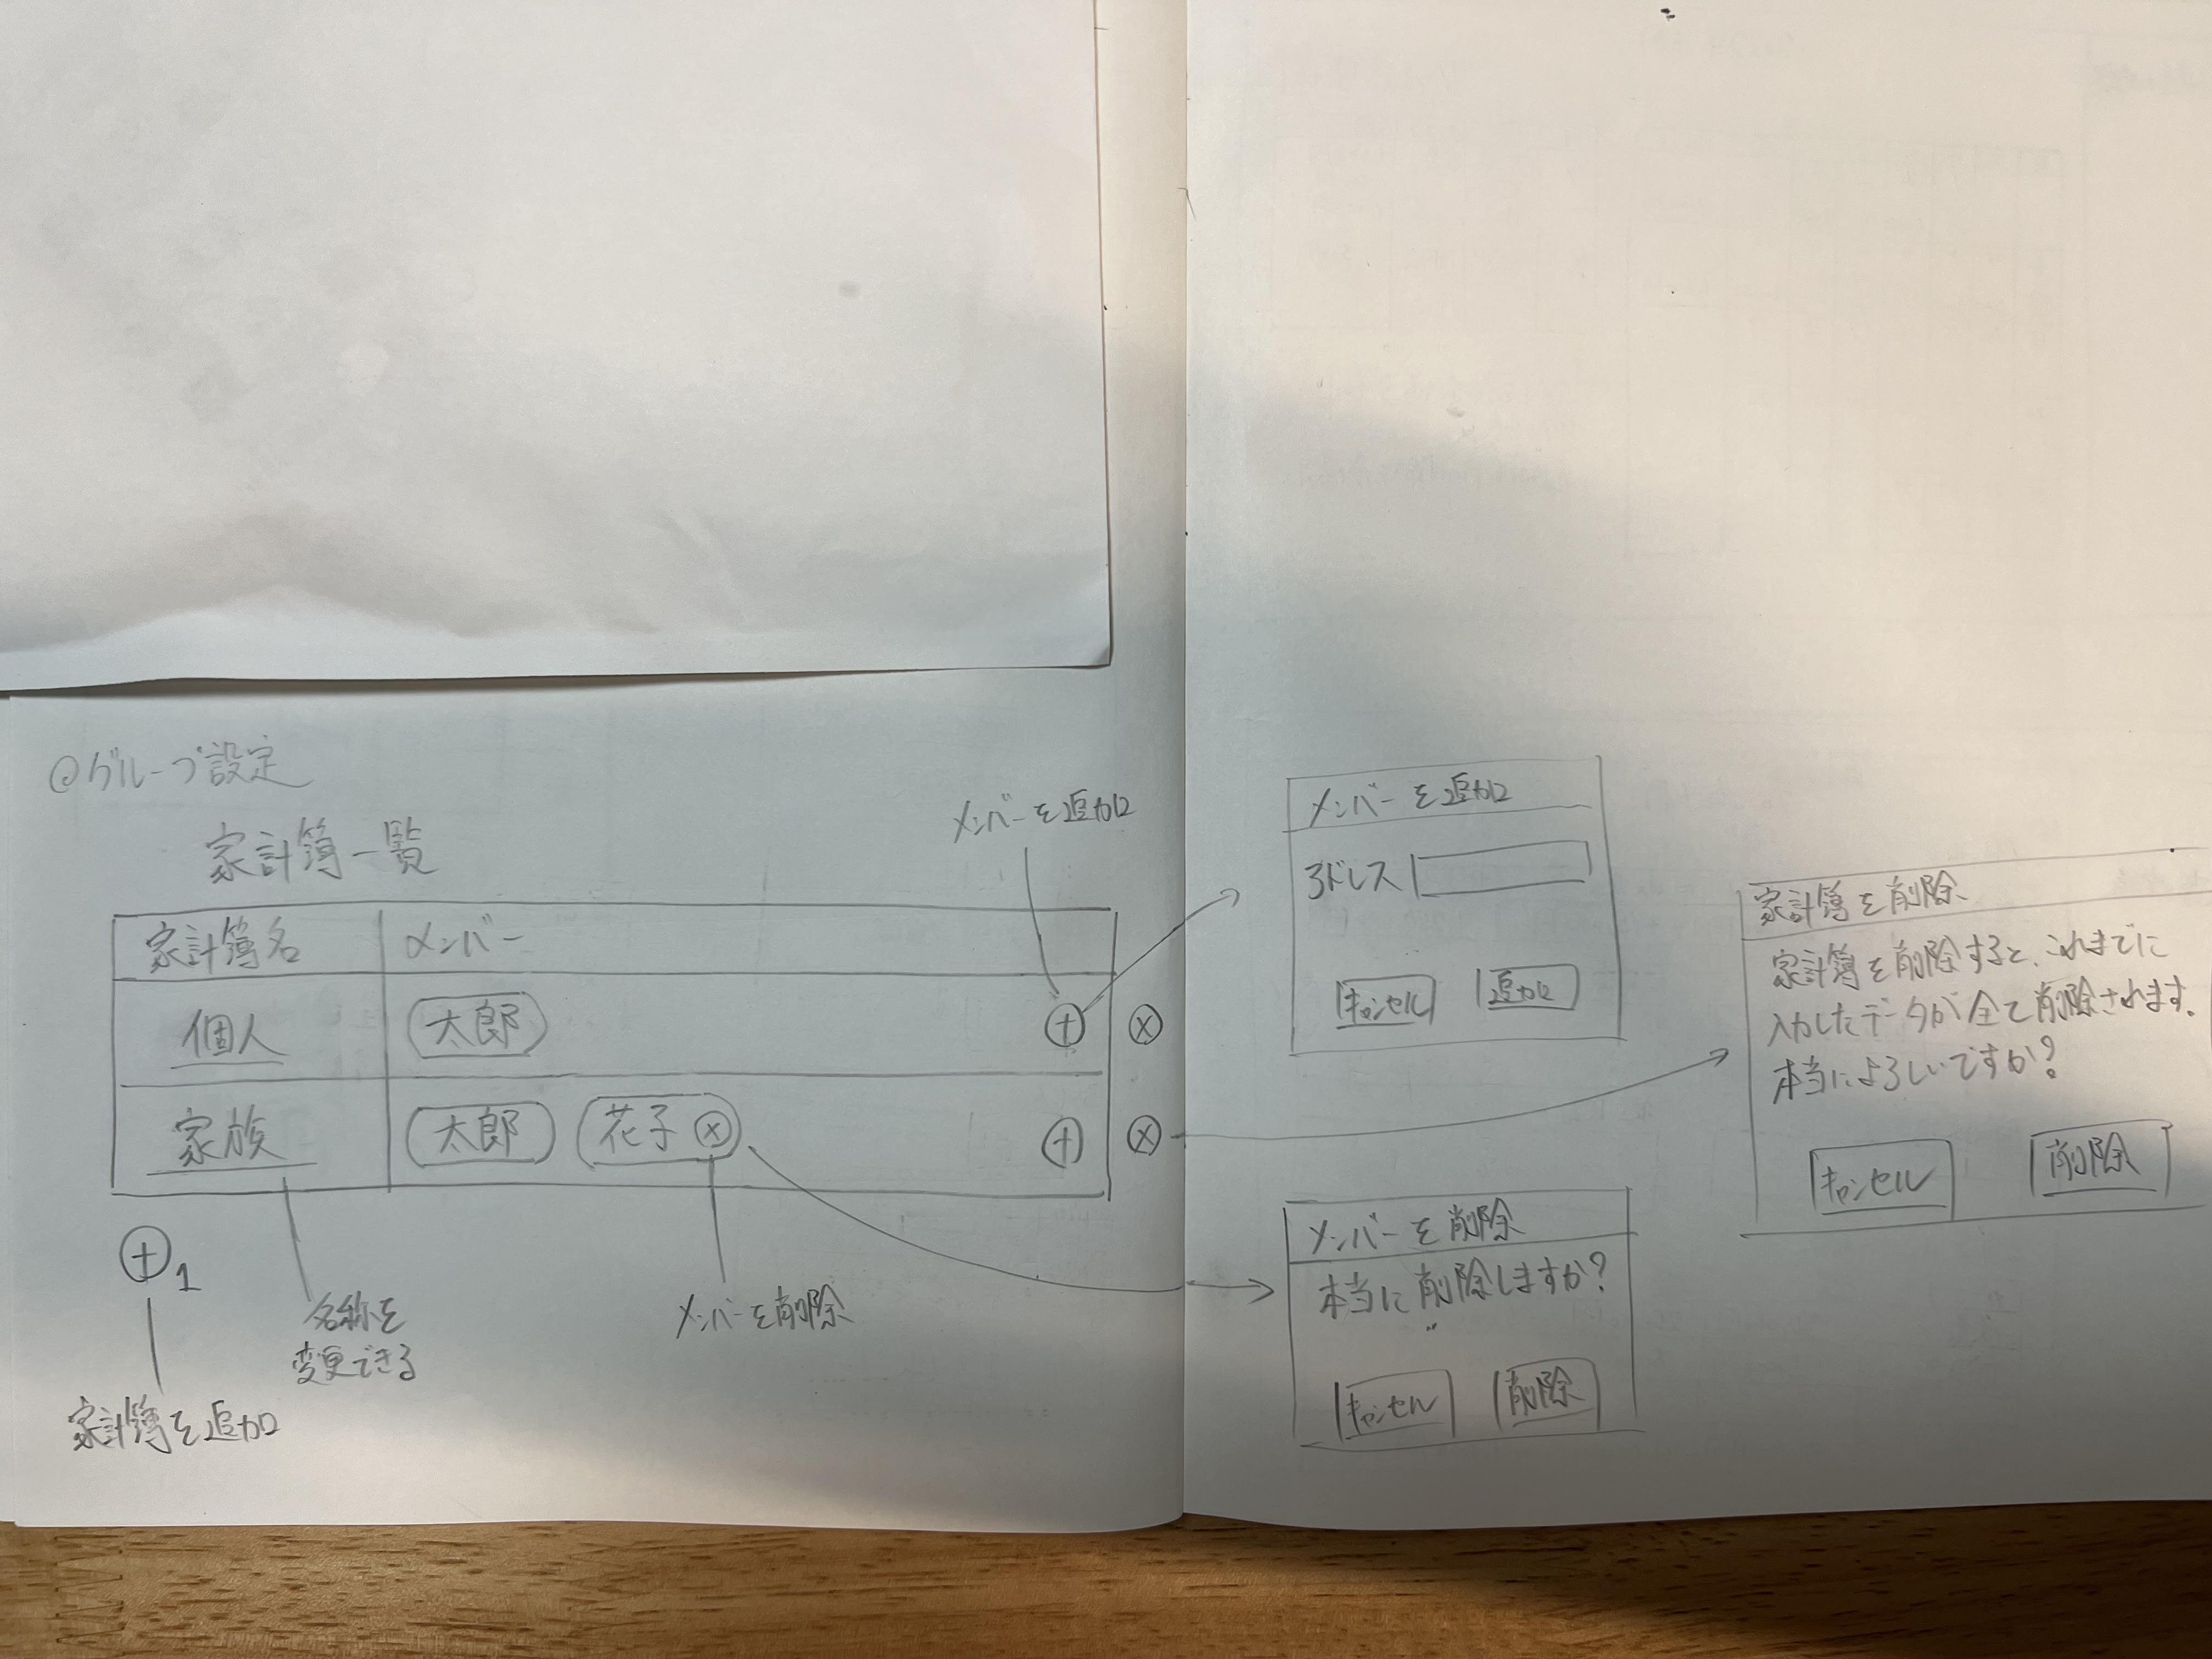 ◎グループ設定
家計簿一覧
メンバーを追加
家計簿名 メンバー
個人 太郎 + ×
家族 太郎 花子 × + ×
+1
名称を
変更できる
メンバーを削除
家計簿を追加
メンバーを追加
アドレス
キャンセル 追加
家計簿を削除
家計簿を削除すると、これまでに
入力したデータが全て削除されます。
本当によろしいですか?
キャンセル 削除
メンバーを削除
本当に削除しますか?
キャンセル 削除